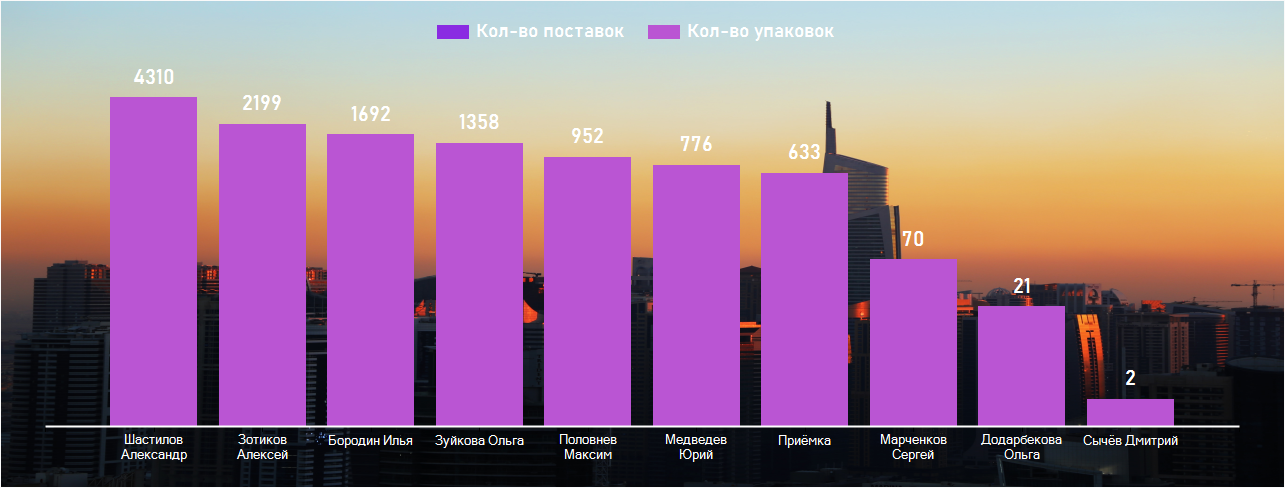 Кол-во поставок Кол-во упаковок
4310
2199
1692
1358
952
776
633
70
21
2
Шастилов
Александр
Зотиков
Алексей
Бородин Илья
Зуйкова Ольга
Половнев
Максим
Медведев
Юрий
Приёмка
Марченков
Сергей
Додарбекова
Ольга
Сычёв Дмитрий